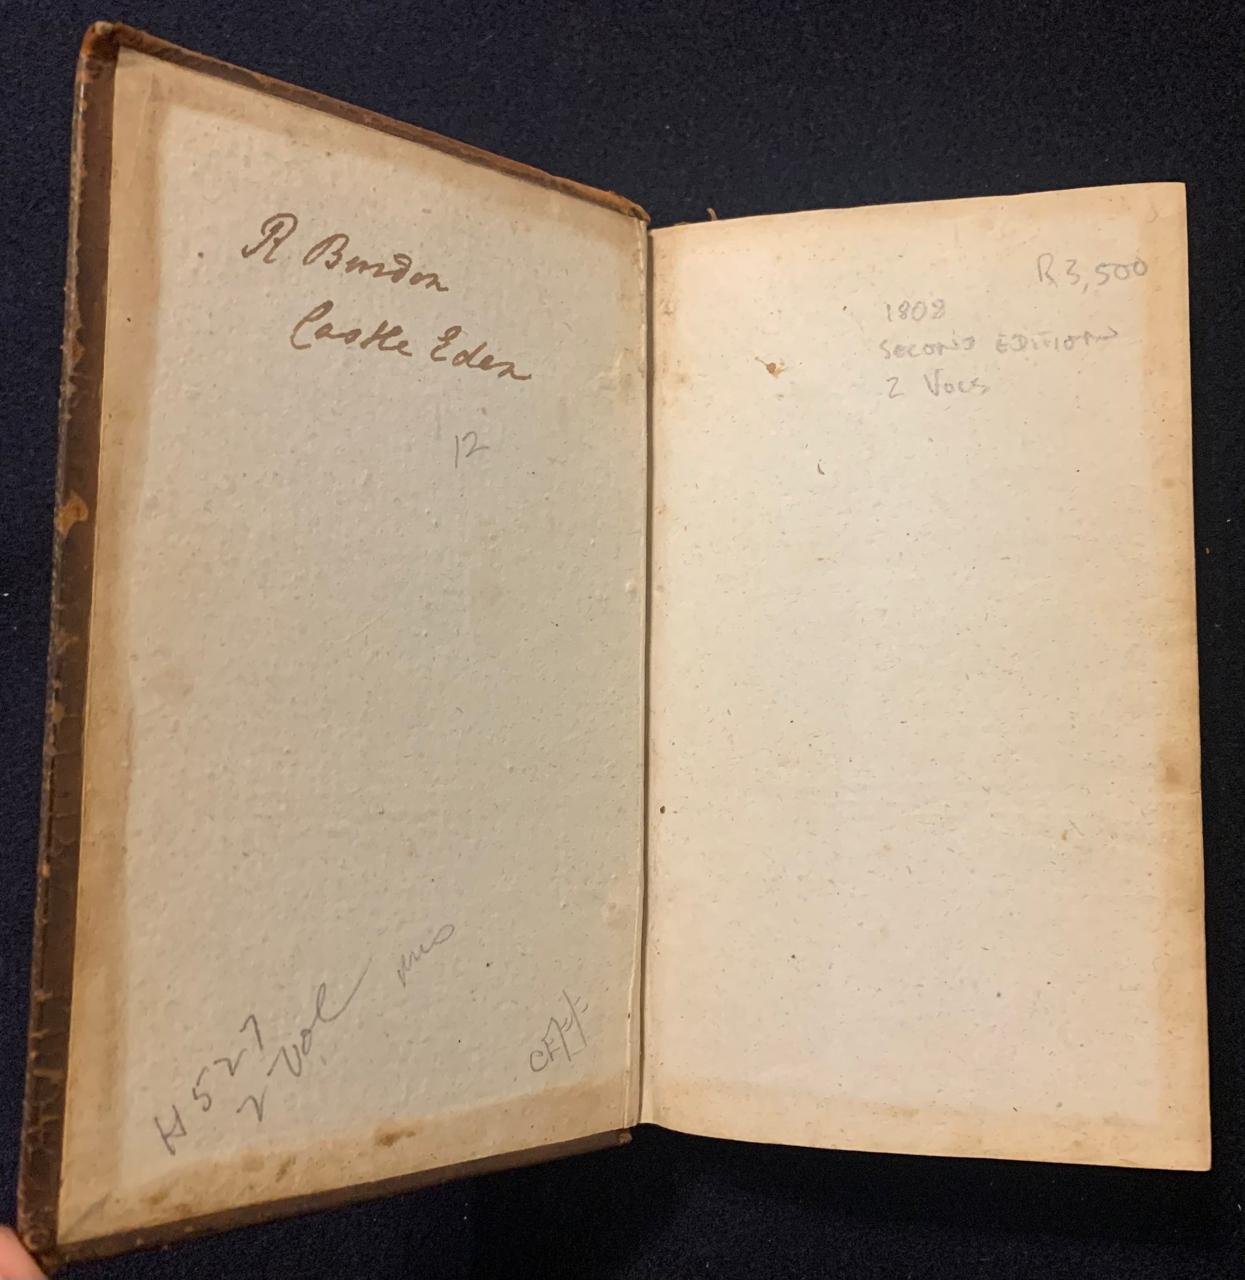 R Burdon
Castle Eden
12
H527
2 Vol
R3,500
1808
SECOND EDITION
2 VOLS